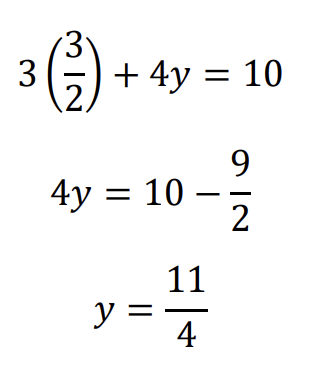 3(3/2) + 4y = 10
4y = 10 − 9/2
y = 11/4